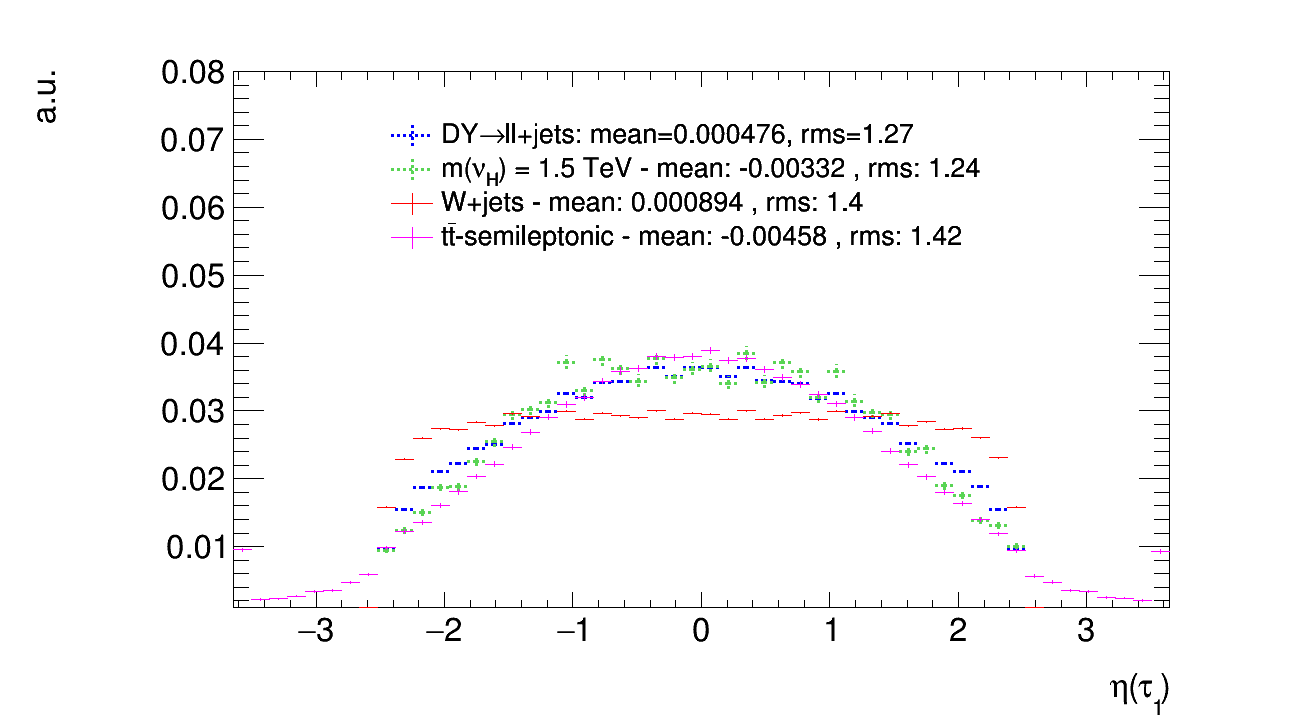 a.u.
0.08
0.07
0.06
0.05
0.04
0.03
0.02
0.01
DY→ll+jets: mean=0.000476, rms=1.27
m(ν_H) = 1.5 TeV - mean: -0.00332 , rms: 1.24
W+jets - mean: 0.000894 , rms: 1.4
tt̄-semileptonic - mean: -0.00458 , rms: 1.42
−3 −2 −1 0 1 2 3
η(τ_1)